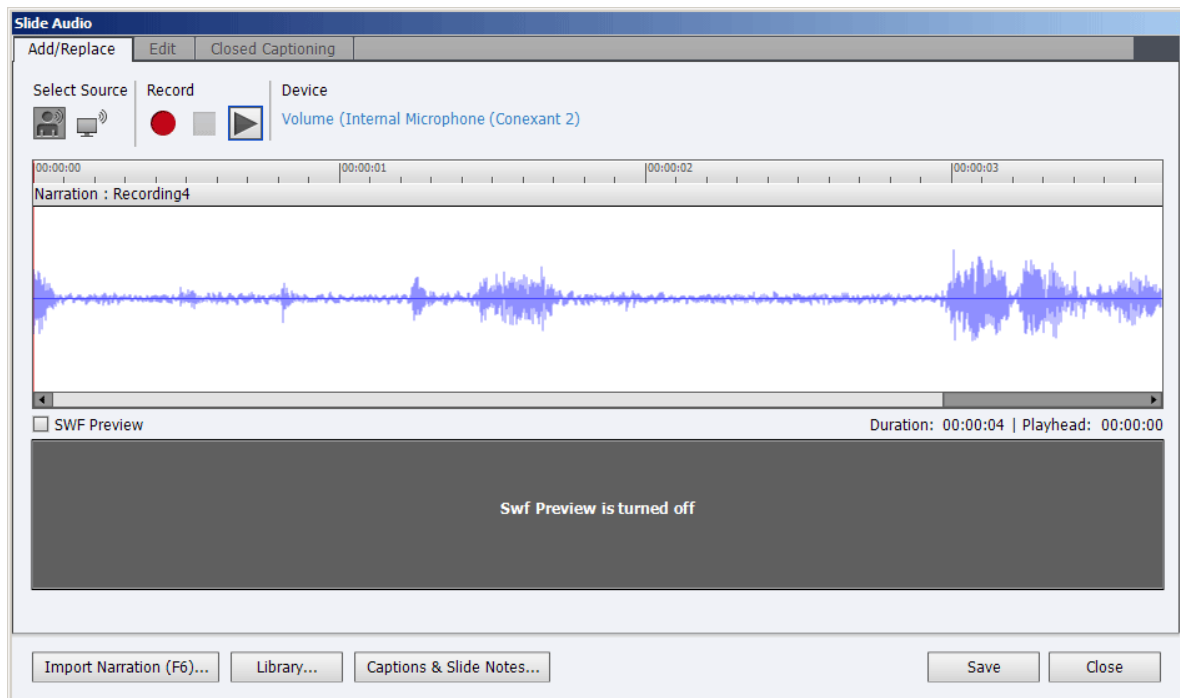 Slide Audio
Add/Replace Edit Closed Captioning
Select Source Record Device
Volume (Internal Microphone (Conexant 2)
00:00:00 00:00:01 00:00:02 00:00:03
Narration : Recording4
SWF Preview Duration: 00:00:04 | Playhead: 00:00:00
Swf Preview is turned off
Import Narration (F6)... Library... Captions & Slide Notes... Save Close